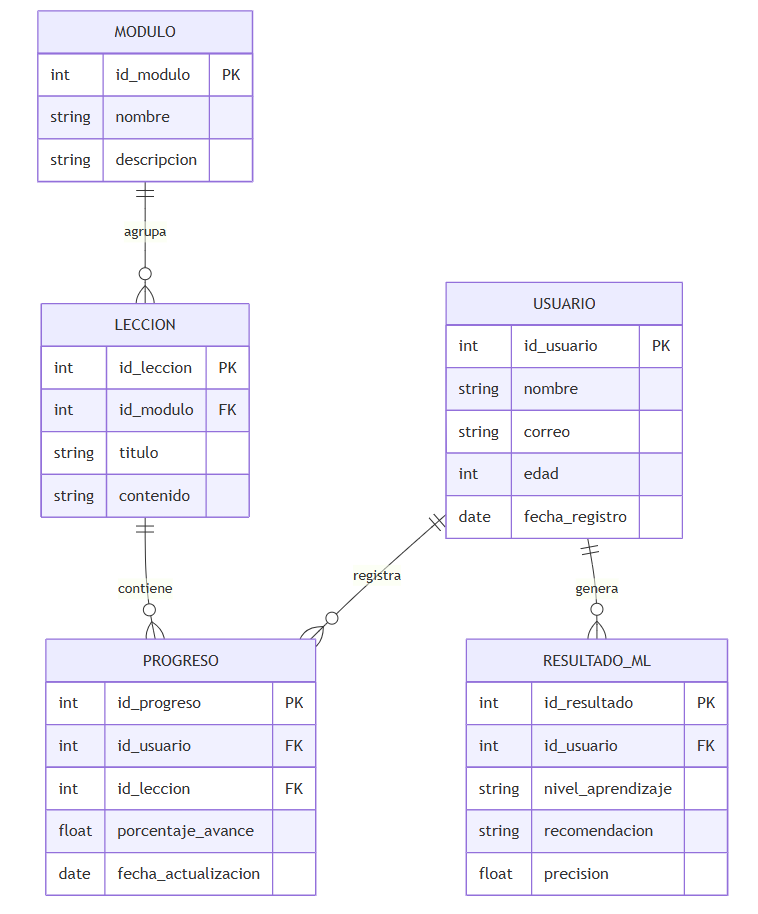 MODULO
int id_modulo PK
string nombre
string descripcion
agrupa
LECCION
int id_leccion PK
int id_modulo FK
string titulo
string contenido
USUARIO
int id_usuario PK
string nombre
string correo
int edad
date fecha_registro
contiene
registra
genera
PROGRESO
int id_progreso PK
int id_usuario FK
int id_leccion FK
float porcentaje_avance
date fecha_actualizacion
RESULTADO_ML
int id_resultado PK
int id_usuario FK
string nivel_aprendizaje
string recomendacion
float precision